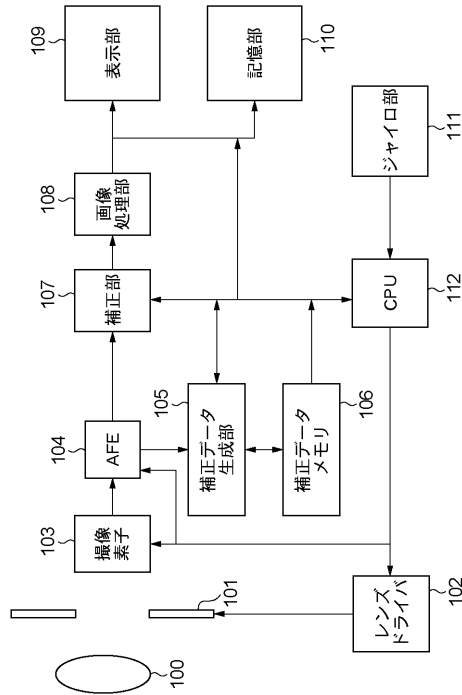 100
101
102
レンズ
ドライバ
103
撮像
素子
104
AFE
105
補正データ
生成部
106
補正データ
メモリ
107
補正部
108
画像
処理部
109
表示部
110
記憶部
111
ジャイロ部
112
CPU